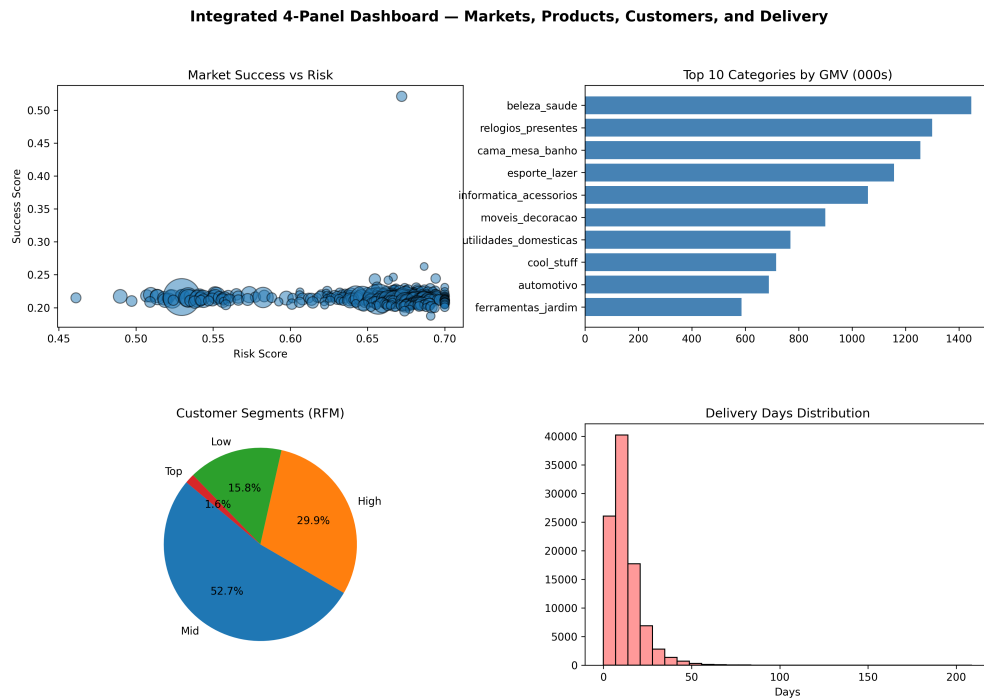 Integrated 4-Panel Dashboard — Markets, Products, Customers, and Delivery
Market Success vs Risk
Success Score
0.50
0.45
0.40
0.35
0.30
0.25
0.20
0.45
0.50
0.55
0.60
0.65
0.70
Risk Score
Top 10 Categories by GMV (000s)
beleza_saude
relogios_presentes
cama_mesa_banho
esporte_lazer
informatica_acessorios
moveis_decoracao
utilidades_domesticas
cool_stuff
automotivo
ferramentas_jardim
0
200
400
600
800
1000
1200
1400
Customer Segments (RFM)
Low
15.8%
Top
1.6%
High
29.9%
52.7%
Mid
Delivery Days Distribution
40000
35000
30000
25000
20000
15000
10000
5000
0
0
50
100
150
200
Days